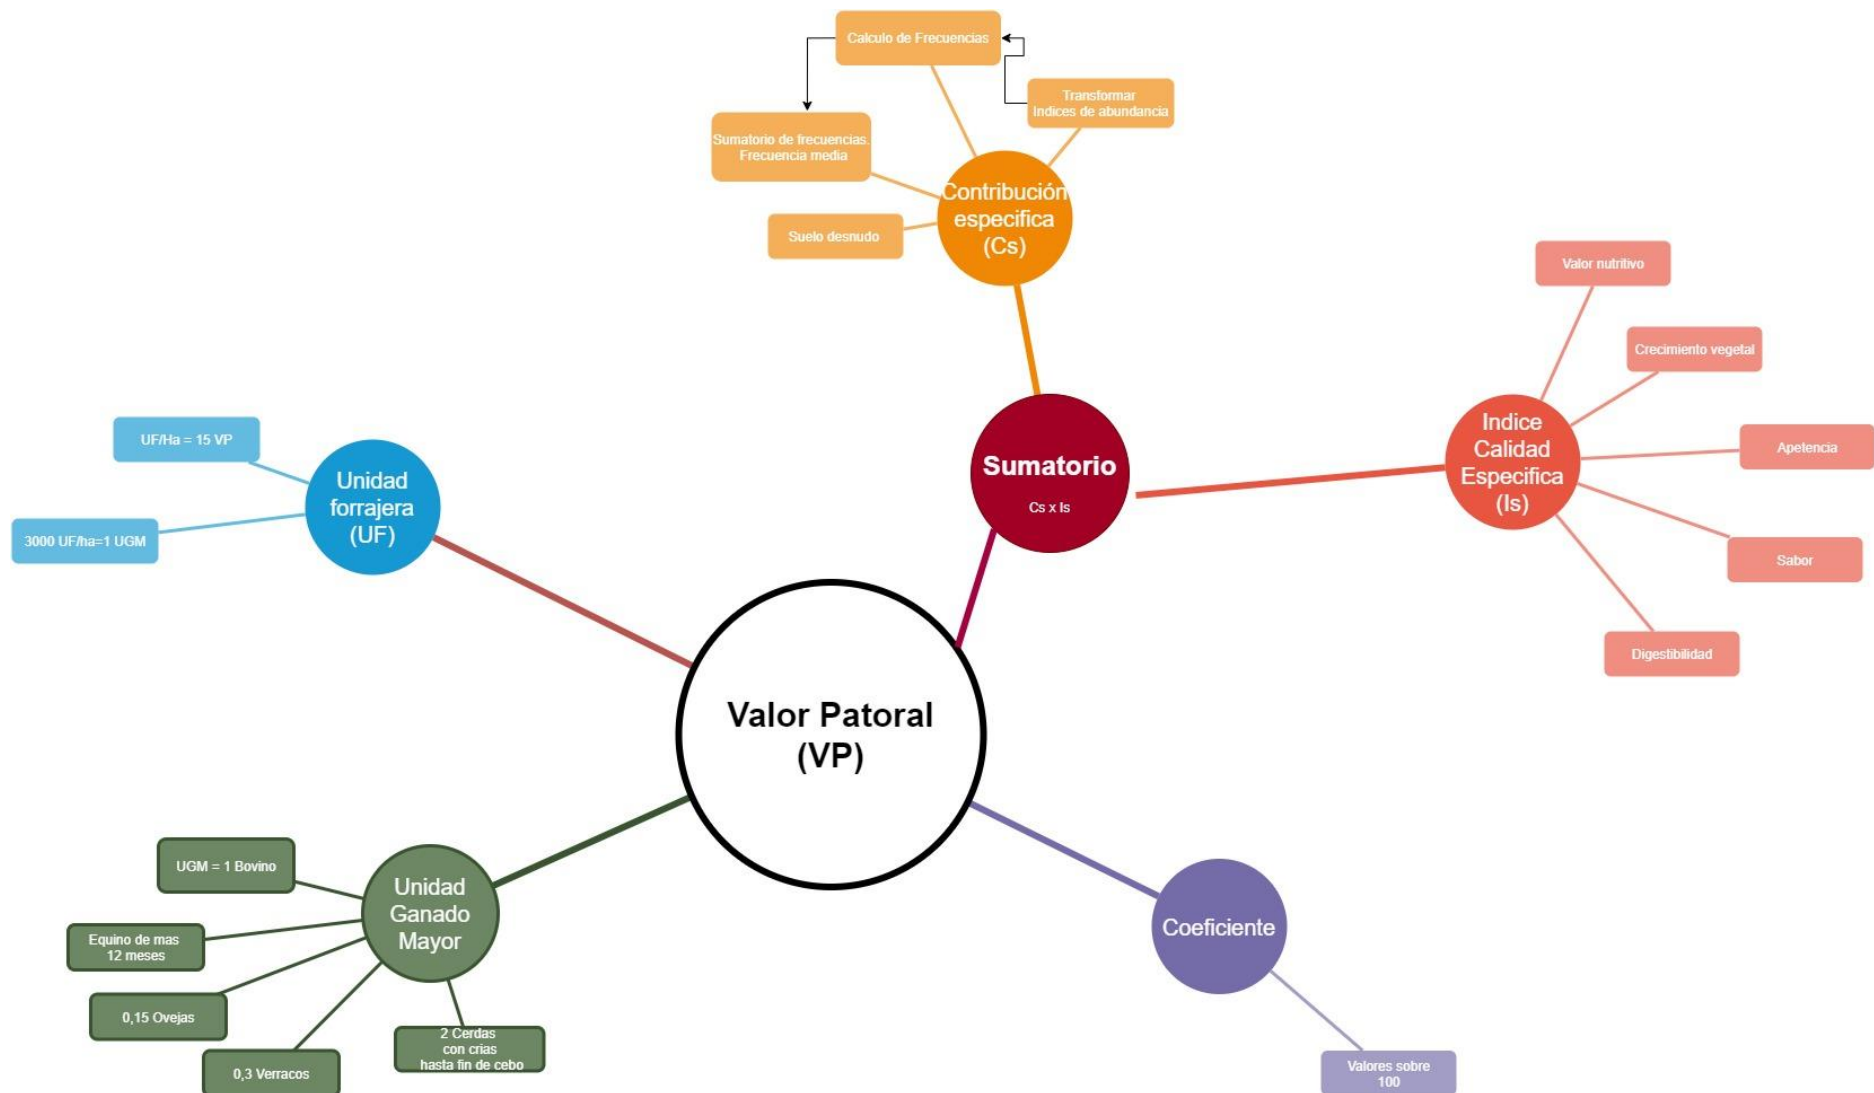 Calculo de Frecuencias
Transformar
Indices de abundancia
Sumatorio de frecuencias.
Frecuencia media
Suelo desnudo
Contribución
especifica
(Cs)
Valor nutritivo
Crecimiento vegetal
Apetencia
Sabor
Digestibilidad
Indice
Calidad
Especifica
(Is)
Sumatorio
Cs x Is
UF/Ha = 15 VP
3000 UF/ha=1 UGM
Unidad
forrajera
(UF)
Valor Patoral
(VP)
UGM = 1 Bovino
Equino de mas
12 meses
0,15 Ovejas
0,3 Verracos
2 Cerdas
con crias
hasta fin de cebo
Unidad
Ganado
Mayor
Coeficiente
Valores sobre
100